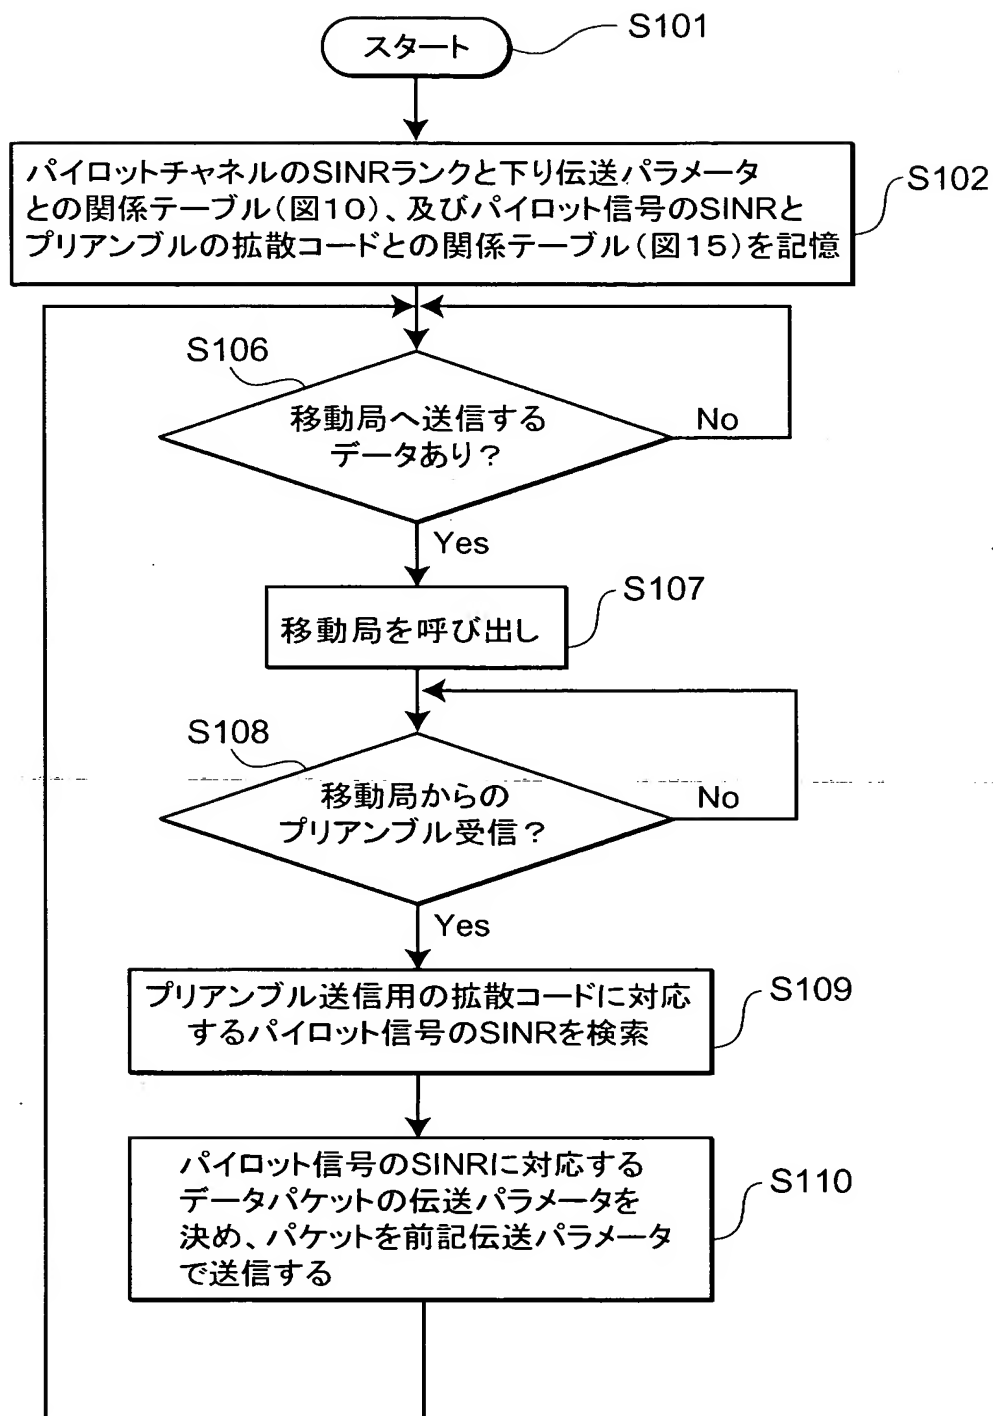 スタート
S101
パイロットチャネルのSINRランクと下り伝送パラメータ
との関係テーブル(図10)、及びパイロット信号のSINRと
プリアンブルの拡散コードとの関係テーブル(図15)を記憶
S102
S106
移動局へ送信する
データあり?
No
Yes
移動局を呼び出し
S107
S108
移動局からの
プリアンブル受信?
No
Yes
プリアンブル送信用の拡散コードに対応
するパイロット信号のSINRを検索
S109
パイロット信号のSINRに対応する
データパケットの伝送パラメータを
決め、パケットを前記伝送パラメータ
で送信する
S110